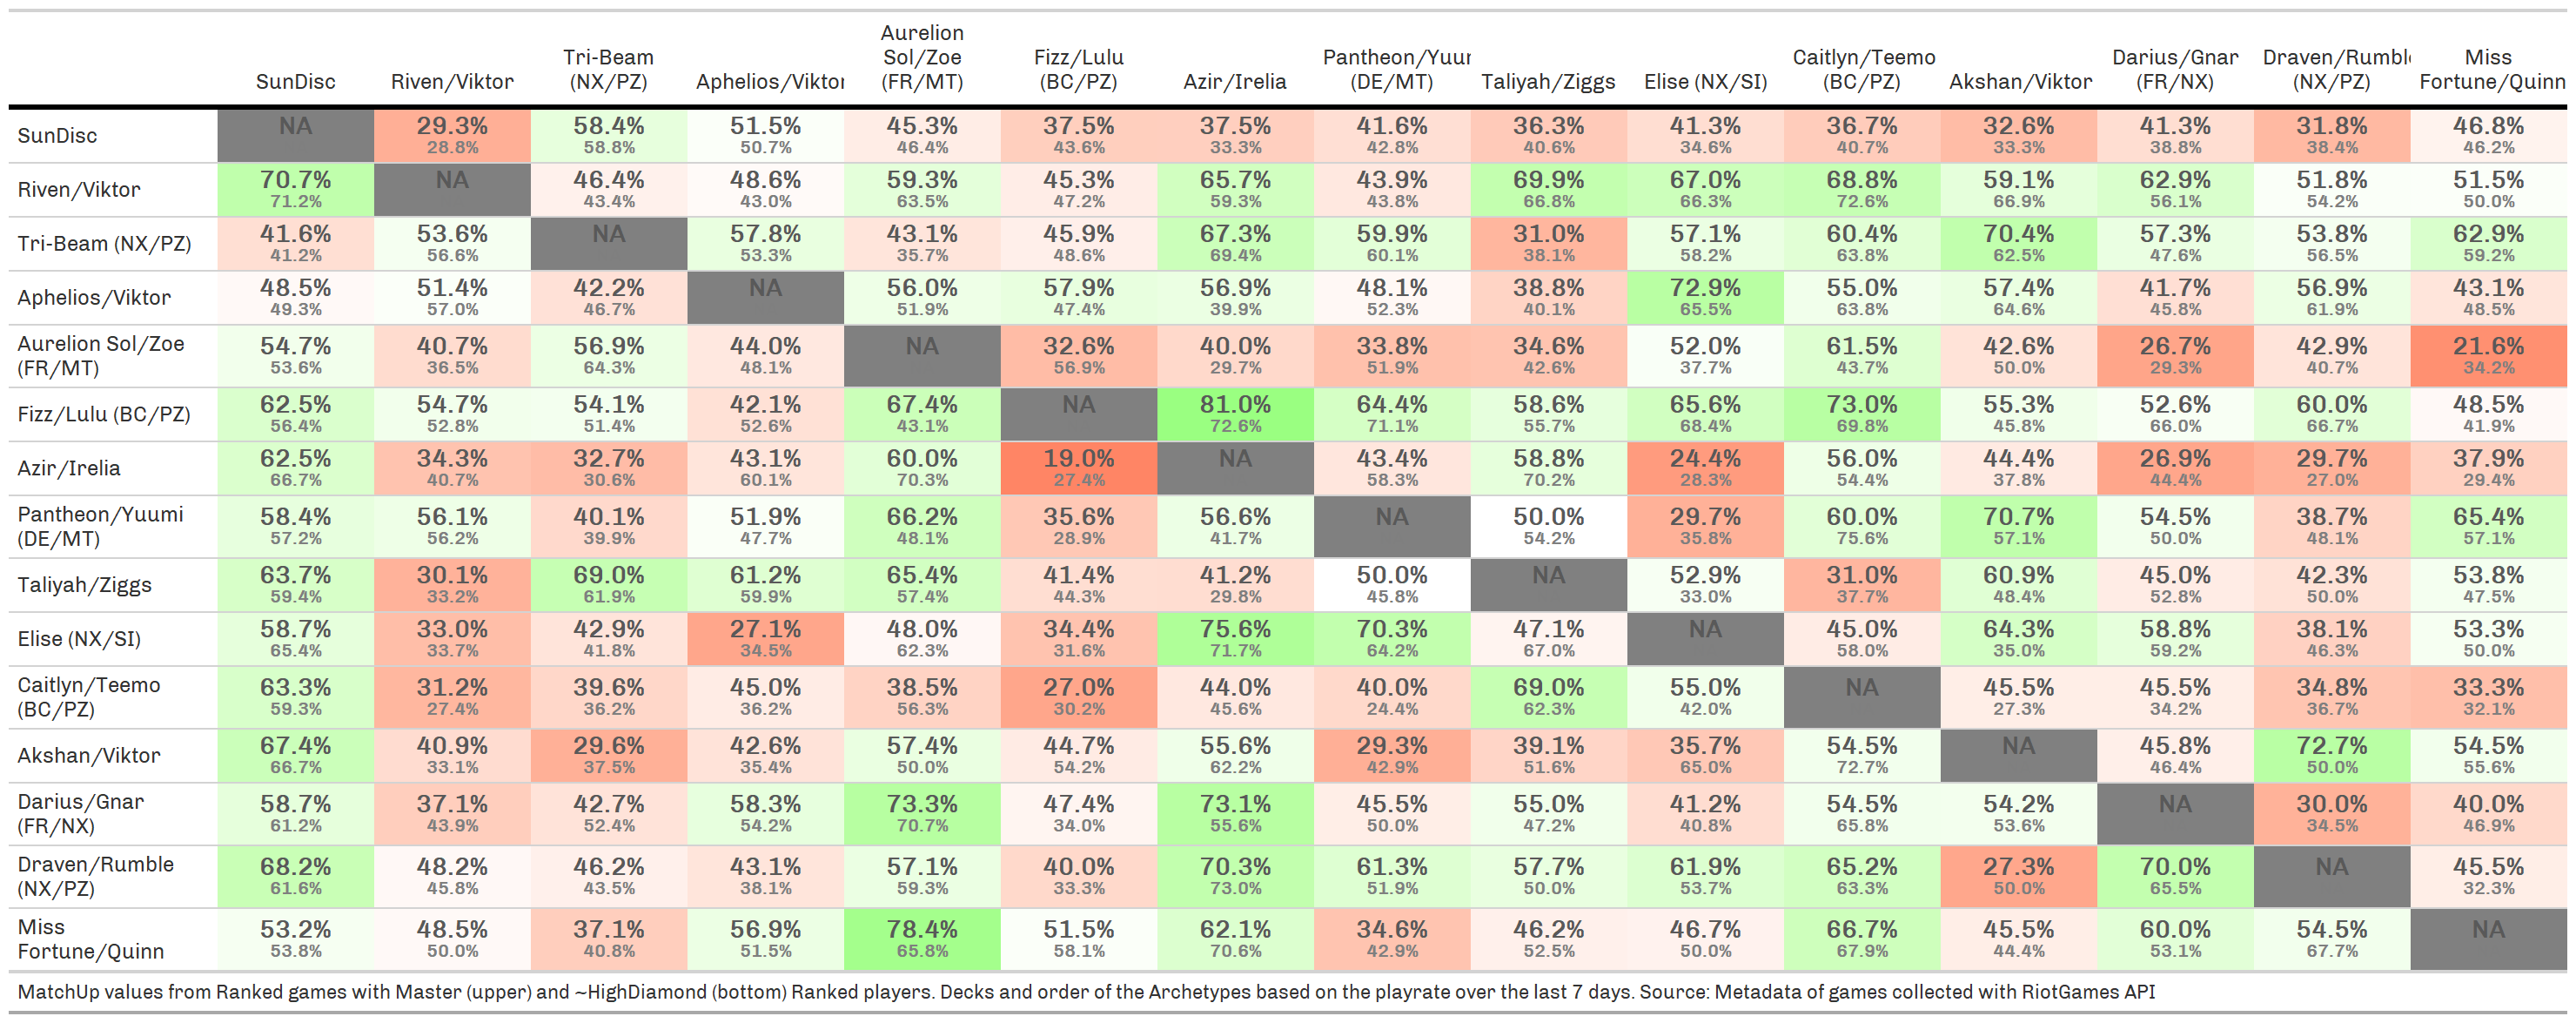 Aurelion
Tri-Beam Sol/Zoe Fizz/Lulu Pantheon/Yuur Caitlyn/Teemo Darius/Gnar Draven/Rumbl Miss
SunDisc Riven/Viktor (NX/PZ) Aphelios/Viktor (FR/MT) (BC/PZ) Azir/Irelia (DE/MT) Taliyah/Ziggs Elise (NX/SI) (BC/PZ) Akshan/Viktor (FR/NX) (NX/PZ) Fortune/Quinn
SunDisc NA 29.3% 58.4% 51.5% 45.3% 37.5% 37.5% 41.6% 36.3% 41.3% 36.7% 32.6% 41.3% 31.8% 46.8%
28.8% 58.8% 50.7% 46.4% 43.6% 33.3% 42.8% 40.6% 34.6% 40.7% 33.3% 38.8% 38.4% 46.2%
Riven/Viktor 70.7% NA 46.4% 48.6% 59.3% 45.3% 65.7% 43.9% 69.9% 67.0% 68.8% 59.1% 62.9% 51.8% 51.5%
71.2% 43.4% 43.0% 63.5% 47.2% 59.3% 43.8% 66.8% 66.3% 72.6% 66.9% 56.1% 54.2% 50.0%
Tri-Beam (NX/PZ) 41.6% 53.6% NA 57.8% 43.1% 45.9% 67.3% 59.9% 31.0% 57.1% 60.4% 70.4% 57.3% 53.8% 62.9%
41.2% 56.6% 53.3% 35.7% 48.6% 69.4% 60.1% 38.1% 58.2% 63.8% 62.5% 47.6% 56.5% 59.2%
Aphelios/Viktor 48.5% 51.4% 42.2% NA 56.0% 57.9% 56.9% 48.1% 38.8% 72.9% 55.0% 57.4% 41.7% 56.9% 43.1%
49.3% 57.0% 46.7% 51.9% 47.4% 39.9% 52.3% 40.1% 65.5% 63.8% 64.6% 45.8% 61.9% 48.5%
Aurelion Sol/Zoe 54.7% 40.7% 56.9% 44.0% NA 32.6% 40.0% 33.8% 34.6% 52.0% 61.5% 42.6% 26.7% 42.9% 21.6%
(FR/MT) 53.6% 36.5% 64.3% 48.1% 56.9% 29.7% 51.9% 42.6% 37.7% 43.7% 50.0% 29.3% 40.7% 34.2%
Fizz/Lulu (BC/PZ) 62.5% 54.7% 54.1% 42.1% 67.4% NA 81.0% 64.4% 58.6% 65.6% 73.0% 55.3% 52.6% 60.0% 48.5%
56.4% 52.8% 51.4% 52.6% 43.1% 72.6% 71.1% 55.7% 68.4% 69.8% 45.8% 66.0% 66.7% 41.9%
Azir/Irelia 62.5% 34.3% 32.7% 43.1% 60.0% 19.0% NA 43.4% 58.8% 24.4% 56.0% 44.4% 26.9% 29.7% 37.9%
66.7% 40.7% 30.6% 60.1% 70.3% 27.4% 58.3% 70.2% 28.3% 54.4% 37.8% 44.4% 27.0% 29.4%
Pantheon/Yuumi 58.4% 56.1% 40.1% 51.9% 66.2% 35.6% 56.6% NA 50.0% 29.7% 60.0% 70.7% 54.5% 38.7% 65.4%
(DE/MT) 57.2% 56.2% 39.9% 47.7% 48.1% 28.9% 41.7% 54.2% 35.8% 75.6% 57.1% 50.0% 48.1% 57.1%
Taliyah/Ziggs 63.7% 30.1% 69.0% 61.2% 65.4% 41.4% 41.2% 50.0% NA 52.9% 31.0% 60.9% 45.0% 42.3% 53.8%
59.4% 33.2% 61.9% 59.9% 57.4% 44.3% 29.8% 45.8% 33.0% 37.7% 48.4% 52.8% 50.0% 47.5%
Elise (NX/SI) 58.7% 33.0% 42.9% 27.1% 48.0% 34.4% 75.6% 70.3% 47.1% NA 45.0% 64.3% 58.8% 38.1% 53.3%
65.4% 33.7% 41.8% 34.5% 62.3% 31.6% 71.7% 64.2% 67.0% 58.0% 35.0% 59.2% 46.3% 50.0%
Caitlyn/Teemo 63.3% 31.2% 39.6% 45.0% 38.5% 27.0% 44.0% 40.0% 69.0% 55.0% NA 45.5% 45.5% 34.8% 33.3%
(BC/PZ) 59.3% 27.4% 36.2% 36.2% 56.3% 30.2% 45.6% 24.4% 62.3% 42.0% 27.3% 34.2% 36.7% 32.1%
Akshan/Viktor 67.4% 40.9% 29.6% 42.6% 57.4% 44.7% 55.6% 29.3% 39.1% 35.7% 54.5% NA 45.8% 72.7% 54.5%
66.7% 33.1% 37.5% 35.4% 50.0% 54.2% 62.2% 42.9% 51.6% 65.0% 72.7% 46.4% 50.0% 55.6%
Darius/Gnar 58.7% 37.1% 42.7% 58.3% 73.3% 47.4% 73.1% 45.5% 55.0% 41.2% 54.5% 54.2% NA 30.0% 40.0%
(FR/NX) 61.2% 43.9% 52.4% 54.2% 70.7% 34.0% 55.6% 50.0% 47.2% 40.8% 65.8% 53.6% 34.5% 46.9%
Draven/Rumble 68.2% 48.2% 46.2% 43.1% 57.1% 40.0% 70.3% 61.3% 57.7% 61.9% 65.2% 27.3% 70.0% NA 45.5%
(NX/PZ) 61.6% 45.8% 43.5% 38.1% 59.3% 33.3% 73.0% 51.9% 50.0% 53.7% 63.3% 50.0% 65.5% 32.3%
Miss 53.2% 48.5% 37.1% 56.9% 78.4% 51.5% 62.1% 34.6% 46.2% 46.7% 66.7% 45.5% 60.0% 54.5% NA
Fortune/Quinn 53.8% 50.0% 40.8% 51.5% 65.8% 58.1% 70.6% 42.9% 52.5% 50.0% 67.9% 44.4% 53.1% 67.7%
MatchUp values from Ranked games with Master (upper) and ~HighDiamond (bottom) Ranked players. Decks and order of the Archetypes based on the playrate over the last 7 days. Source: Metadata of games collected with RiotGames API